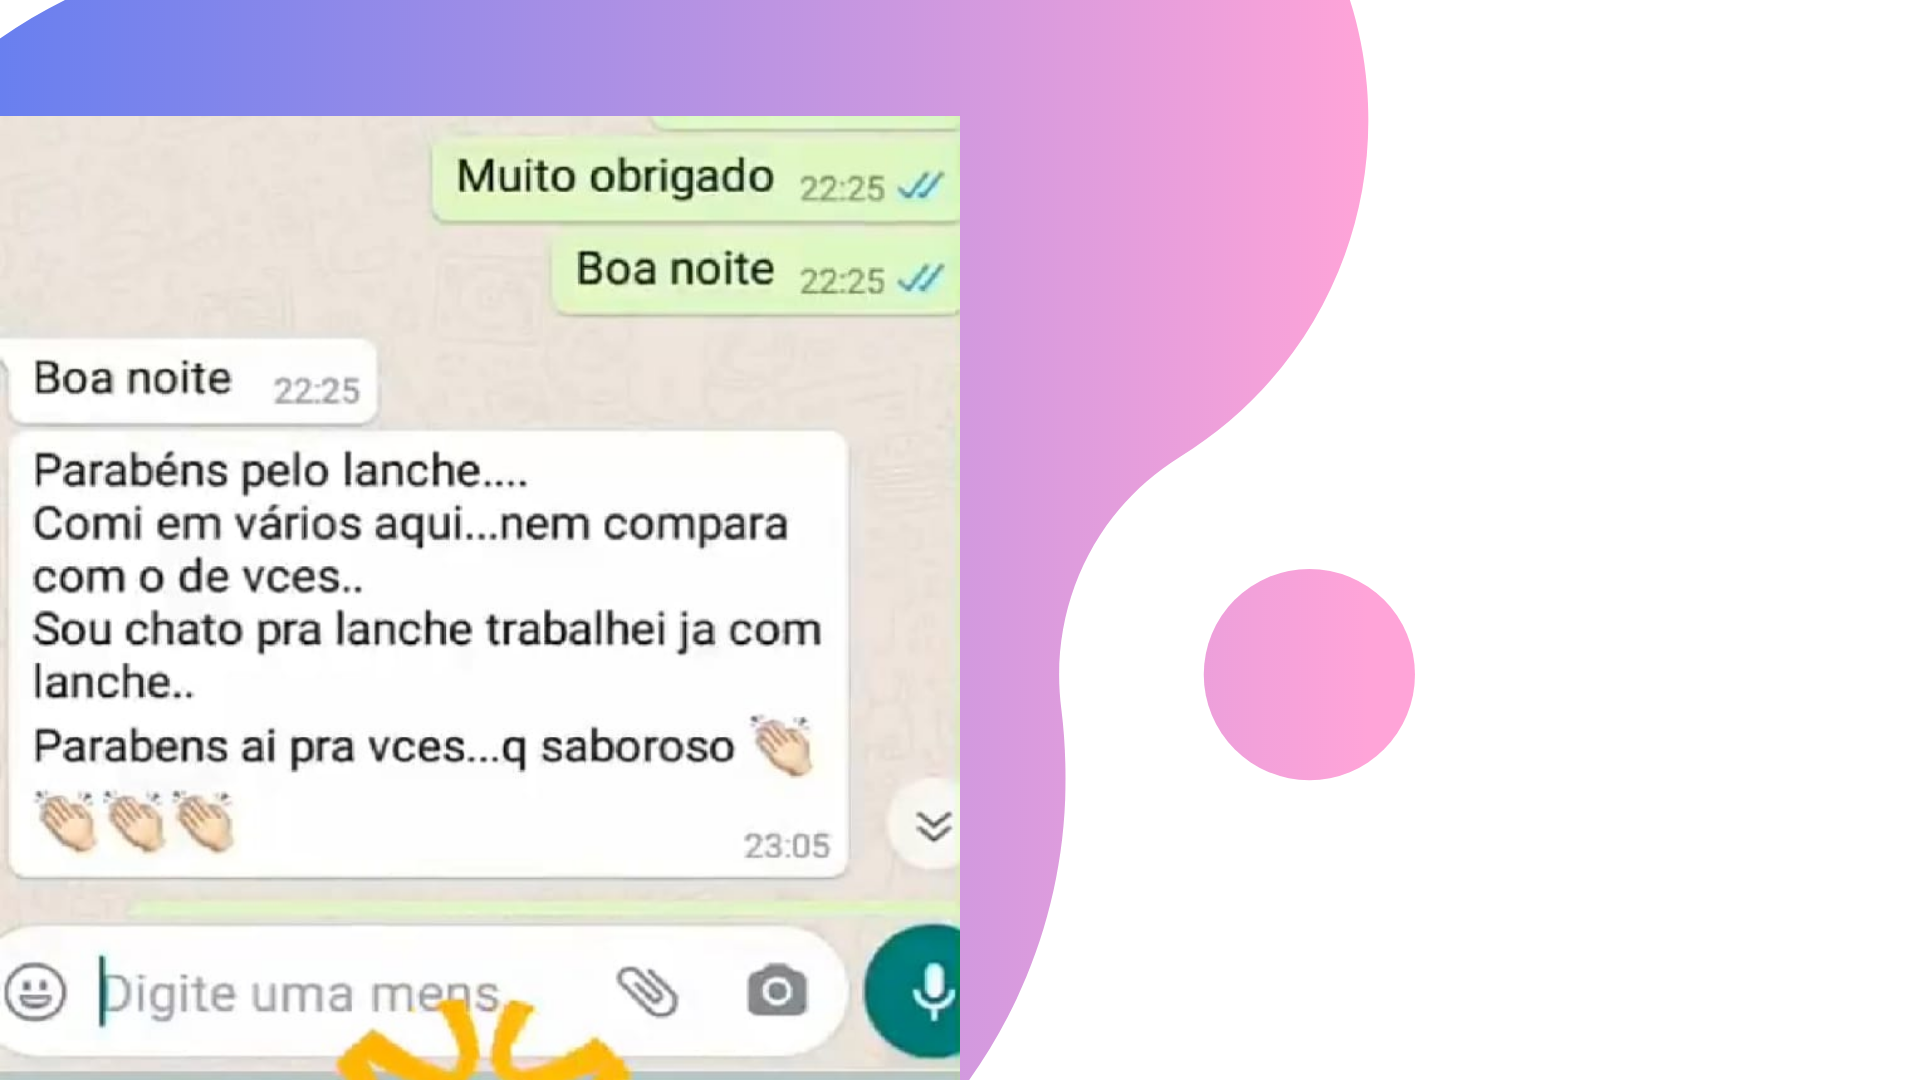 Muito obrigado 22:25
Boa noite 22:25
Boa noite 22:25
Parabéns pelo lanche....
Comi em vários aqui...nem compara
com o de vces..
Sou chato pra lanche trabalhei ja com
lanche..
Parabens ai pra vces...q saboroso 👏🏻
👏🏻👏🏻👏🏻
23:05
Digite uma mens